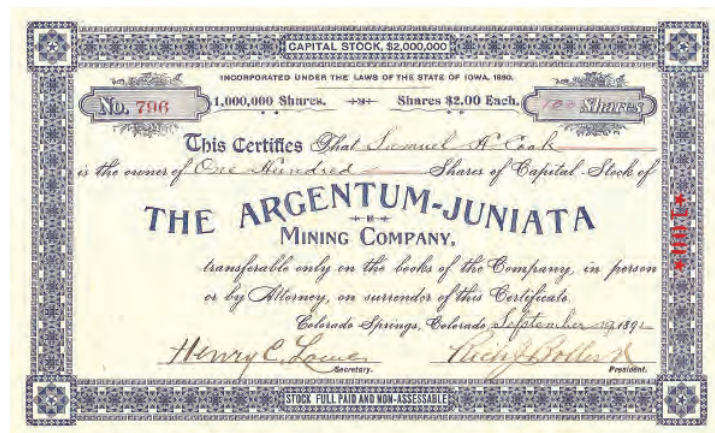 CAPITAL STOCK, $2,000,000
INCORPORATED UNDER THE LAWS OF THE STATE OF IOWA. 1890.
No. 796 1,000,000 Shares. Shares $2.00 Each. 100 Shares
This Certifies That Samuel H. Cook
is the owner of One Hundred Shares of Capital Stock of
THE ARGENTUM-JUNIATA
MINING COMPANY,
transferable only on the books of the Company, in person
or by Attorney, on surrender of this Certificate.
Colorado Springs, Colorado, September 189
Henry C.
Secretary. President.
STOCK FULL PAID AND NON-ASSESSABLE
*100*